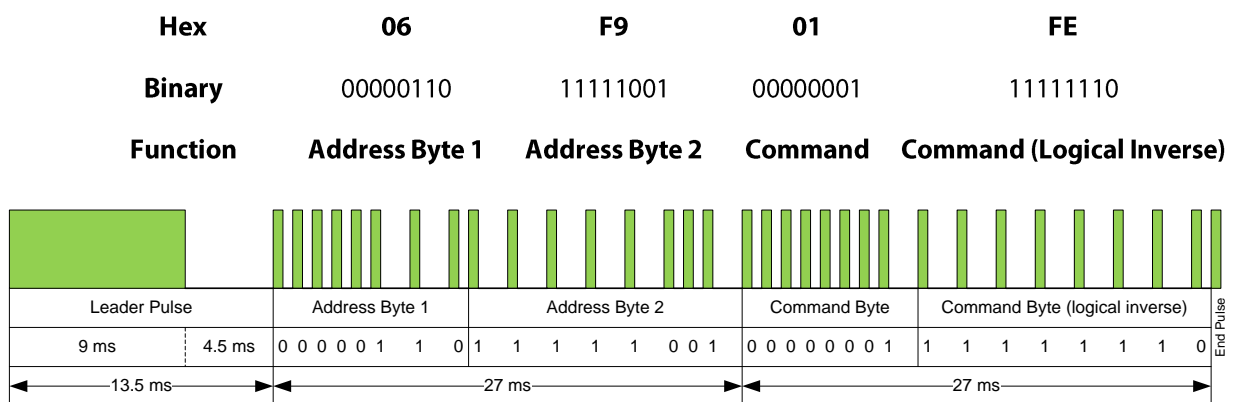 Hex 06 F9 01 FE
Binary 00000110 11111001 00000001 11111110
Function Address Byte 1 Address Byte 2 Command Command (Logical Inverse)
Leader Pulse Address Byte 1 Address Byte 2 Command Byte Command Byte (logical inverse) End Pulse
9 ms 4.5 ms 0 0 0 0 0 1 1 0 1 1 1 1 1 0 0 1 0 0 0 0 0 0 0 1 1 1 1 1 1 1 1 0
13.5 ms 27 ms 27 ms